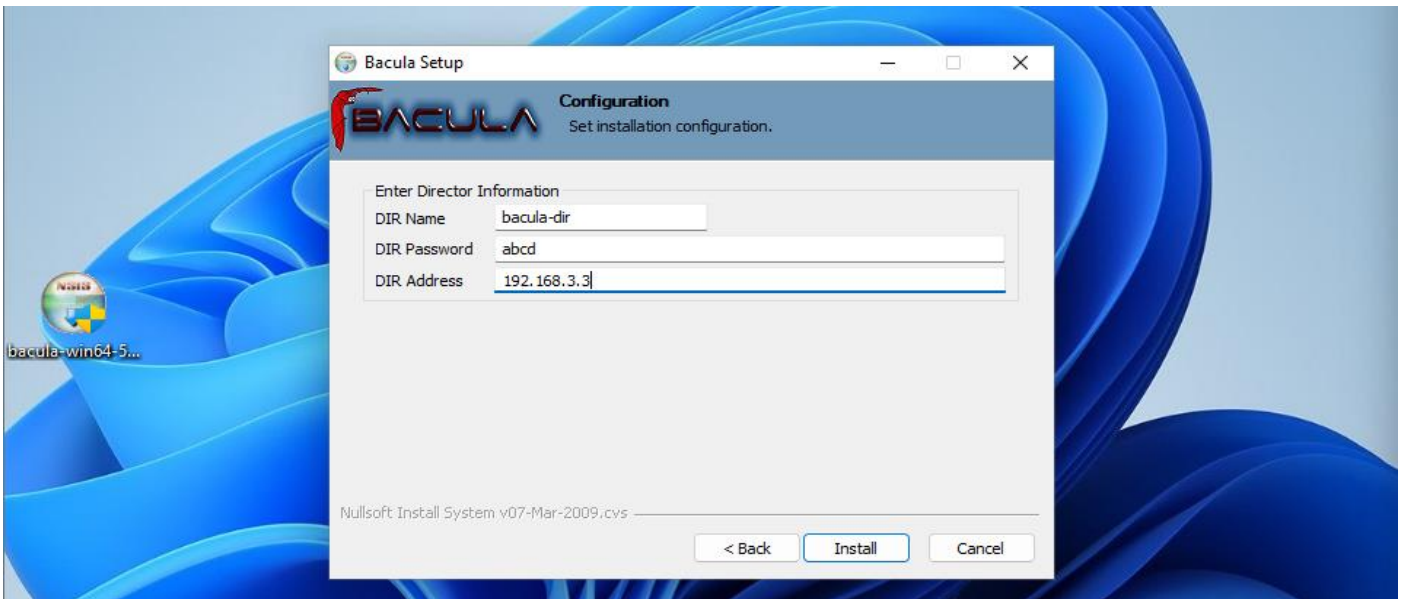 Bacula Setup
BACULA
Configuration
Set installation configuration.
Enter Director Information
DIR Name bacula-dir
DIR Password abcd
DIR Address 192.168.3.3
NSIS
bacula-win64-5...
Nullsoft Install System v07-Mar-2009.cvs
< Back Install Cancel